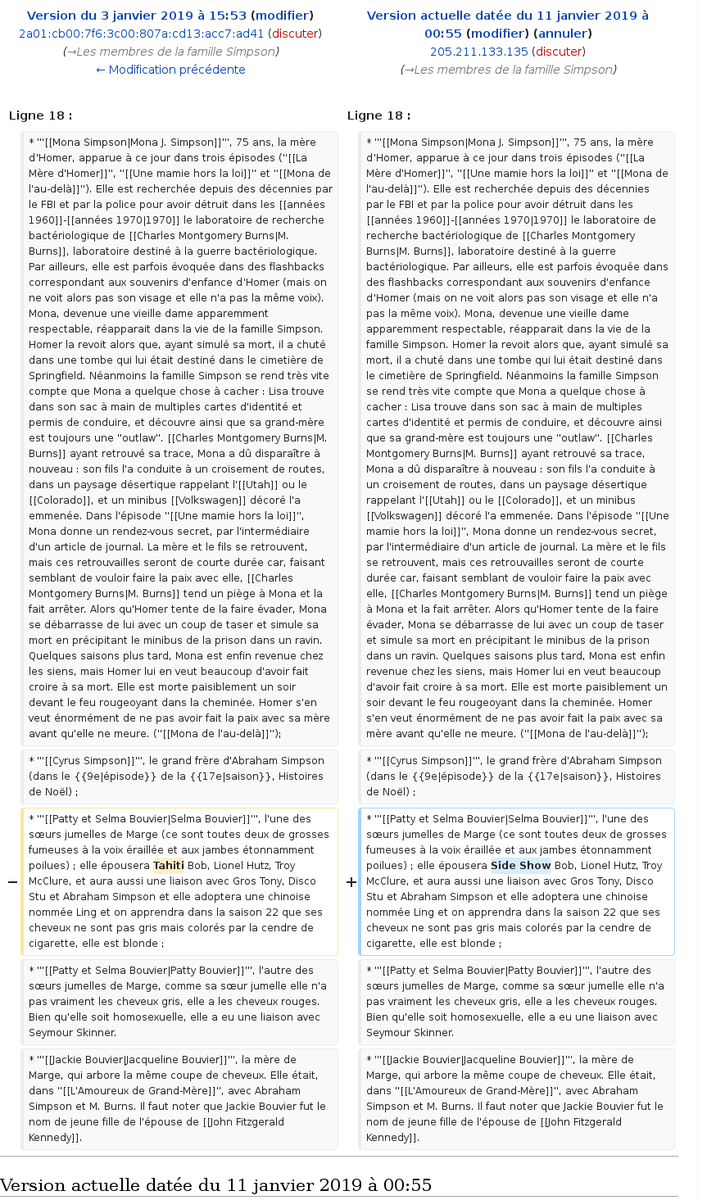 Version du 3 janvier 2019 à 15:53 (modifier)
2a01:cb00:7f6:3c00:807a:cd13:acc7:ad41 (discuter)
(→Les membres de la famille Simpson)
← Modification précédente
Version actuelle datée du 11 janvier 2019 à
00:55 (modifier) (annuler)
205.211.133.135 (discuter)
(→Les membres de la famille Simpson)
Ligne 18 :
* '''[[Mona Simpson|Mona J. Simpson]]''', 75 ans, la mère
d'Homer, apparue à ce jour dans trois épisodes (''[[La
Mère d'Homer]]'', ''[[Une mamie hors la loi]]'' et ''[[Mona de
l'au-delà]]''). Elle est recherchée depuis des décennies par
le FBI et par la police pour avoir détruit dans les [[années
1960]]-[[années 1970|1970]] le laboratoire de recherche
bactériologique de [[Charles Montgomery Burns|M.
Burns]], laboratoire destiné à la guerre bactériologique.
Par ailleurs, elle est parfois évoquée dans des flashbacks
correspondant aux souvenirs d'enfance d'Homer (mais on
ne voit alors pas son visage et elle n'a pas la même voix).
Mona, devenue une vieille dame apparemment
respectable, réapparait dans la vie de la famille Simpson.
Homer la revoit alors que, ayant simulé sa mort, il a chuté
dans une tombe qui lui était destiné dans le cimetière de
Springfield. Néanmoins la famille Simpson se rend très vite
compte que Mona a quelque chose à cacher : Lisa trouve
dans son sac à main de multiples cartes d'identité et
permis de conduire, et découvre ainsi que sa grand-mère
est toujours une ''outlaw''. [[Charles Montgomery Burns|M.
Burns]] ayant retrouvé sa trace, Mona a dû disparaître à
nouveau : son fils l'a conduite à un croisement de routes,
dans un paysage désertique rappelant l'[[Utah]] ou le
[[Colorado]], et un minibus [[Volkswagen]] décoré l'a
emmenée. Dans l'épisode ''[[Une mamie hors la loi]]'',
Mona donne un rendez-vous secret, par l'intermédiaire
d'un article de journal. La mère et le fils se retrouvent,
mais ces retrouvailles seront de courte durée car, faisant
semblant de vouloir faire la paix avec elle, [[Charles
Montgomery Burns|M. Burns]] tend un piège à Mona et la
fait arrêter. Alors qu'Homer tente de la faire évader, Mona
se débarrasse de lui avec un coup de taser et simule sa
mort en précipitant le minibus de la prison dans un ravin.
Quelques saisons plus tard, Mona est enfin revenue chez
les siens, mais Homer lui en veut beaucoup d'avoir fait
croire à sa mort. Elle est morte paisiblement un soir
devant le feu rougeoyant dans la cheminée. Homer s'en
veut énormément de ne pas avoir fait la paix avec sa mère
avant qu'elle ne meure. (''[[Mona de l'au-delà]]'');
* '''[[Cyrus Simpson]]''', le grand frère d'Abraham Simpson
(dans le {{9e|épisode}} de la {{17e|saison}}, Histoires
de Noël) ;
− * '''[[Patty et Selma Bouvier|Selma Bouvier]]''', l'une des
sœurs jumelles de Marge (ce sont toutes deux de grosses
fumeuses à la voix éraillée et aux jambes étonnamment
poilues) ; elle épousera Tahiti Bob, Lionel Hutz, Troy
McClure, et aura aussi une liaison avec Gros Tony, Disco
Stu et Abraham Simpson et elle adoptera une chinoise
nommée Ling et on apprendra dans la saison 22 que ses
cheveux ne sont pas gris mais colorés par la cendre de
cigarette, elle est blonde ;
* '''[[Patty et Selma Bouvier|Patty Bouvier]]''', l'autre des
sœurs jumelles de Marge, comme sa sœur jumelle elle n'a
pas vraiment les cheveux gris, elle a les cheveux rouges.
Bien qu'elle soit homosexuelle, elle a eu une liaison avec
Seymour Skinner.
* '''[[Jackie Bouvier|Jacqueline Bouvier]]''', la mère de
Marge, qui arbore la même coupe de cheveux. Elle était,
dans ''[[L'Amoureux de Grand-Mère]]'', avec Abraham
Simpson et M. Burns. Il faut noter que Jackie Bouvier fut le
nom de jeune fille de l'épouse de [[John Fitzgerald
Kennedy]].
Ligne 18 :
* '''[[Mona Simpson|Mona J. Simpson]]''', 75 ans, la mère
d'Homer, apparue à ce jour dans trois épisodes (''[[La
Mère d'Homer]]'', ''[[Une mamie hors la loi]]'' et ''[[Mona de
l'au-delà]]''). Elle est recherchée depuis des décennies par
le FBI et par la police pour avoir détruit dans les [[années
1960]]-[[années 1970|1970]] le laboratoire de recherche
bactériologique de [[Charles Montgomery
Burns|M. Burns]], laboratoire destiné à la guerre
bactériologique. Par ailleurs, elle est parfois évoquée dans
des flashbacks correspondant aux souvenirs d'enfance
d'Homer (mais on ne voit alors pas son visage et elle n'a
pas la même voix). Mona, devenue une vieille dame
apparemment respectable, réapparait dans la vie de la
famille Simpson. Homer la revoit alors que, ayant simulé sa
mort, il a chuté dans une tombe qui lui était destiné dans
le cimetière de Springfield. Néanmoins la famille Simpson
se rend très vite compte que Mona a quelque chose à
cacher : Lisa trouve dans son sac à main de multiples
cartes d'identité et permis de conduire, et découvre ainsi
que sa grand-mère est toujours une ''outlaw''. [[Charles
Montgomery Burns|M. Burns]] ayant retrouvé sa trace,
Mona a dû disparaître à nouveau : son fils l'a conduite à
un croisement de routes, dans un paysage désertique
rappelant l'[[Utah]] ou le [[Colorado]], et un minibus
[[Volkswagen]] décoré l'a emmenée. Dans l'épisode ''[[Une
mamie hors la loi]]'', Mona donne un rendez-vous secret,
par l'intermédiaire d'un article de journal. La mère et le fils
se retrouvent, mais ces retrouvailles seront de courte
durée car, faisant semblant de vouloir faire la paix avec
elle, [[Charles Montgomery Burns|M. Burns]] tend un piège
à Mona et la fait arrêter. Alors qu'Homer tente de la faire
évader, Mona se débarrasse de lui avec un coup de taser
et simule sa mort en précipitant le minibus de la prison
dans un ravin. Quelques saisons plus tard, Mona est enfin
revenue chez les siens, mais Homer lui en veut beaucoup
d'avoir fait croire à sa mort. Elle est morte paisiblement un
soir devant le feu rougeoyant dans la cheminée. Homer
s'en veut énormément de ne pas avoir fait la paix avec sa
mère avant qu'elle ne meure. (''[[Mona de l'au-delà]]'');
* '''[[Cyrus Simpson]]''', le grand frère d'Abraham Simpson
(dans le {{9e|épisode}} de la {{17e|saison}}, Histoires
de Noël) ;
+ * '''[[Patty et Selma Bouvier|Selma Bouvier]]''', l'une des
sœurs jumelles de Marge (ce sont toutes deux de grosses
fumeuses à la voix éraillée et aux jambes étonnamment
poilues) ; elle épousera Side Show Bob, Lionel Hutz, Troy
McClure, et aura aussi une liaison avec Gros Tony, Disco
Stu et Abraham Simpson et elle adoptera une chinoise
nommée Ling et on apprendra dans la saison 22 que ses
cheveux ne sont pas gris mais colorés par la cendre de
cigarette, elle est blonde ;
* '''[[Patty et Selma Bouvier|Patty Bouvier]]''', l'autre des
sœurs jumelles de Marge, comme sa sœur jumelle elle n'a
pas vraiment les cheveux gris, elle a les cheveux rouges.
Bien qu'elle soit homosexuelle, elle a eu une liaison avec
Seymour Skinner.
* '''[[Jackie Bouvier|Jacqueline Bouvier]]''', la mère de
Marge, qui arbore la même coupe de cheveux. Elle était,
dans ''[[L'Amoureux de Grand-Mère]]'', avec Abraham
Simpson et M. Burns. Il faut noter que Jackie Bouvier fut le
nom de jeune fille de l'épouse de [[John Fitzgerald
Kennedy]].
Version actuelle datée du 11 janvier 2019 à 00:55